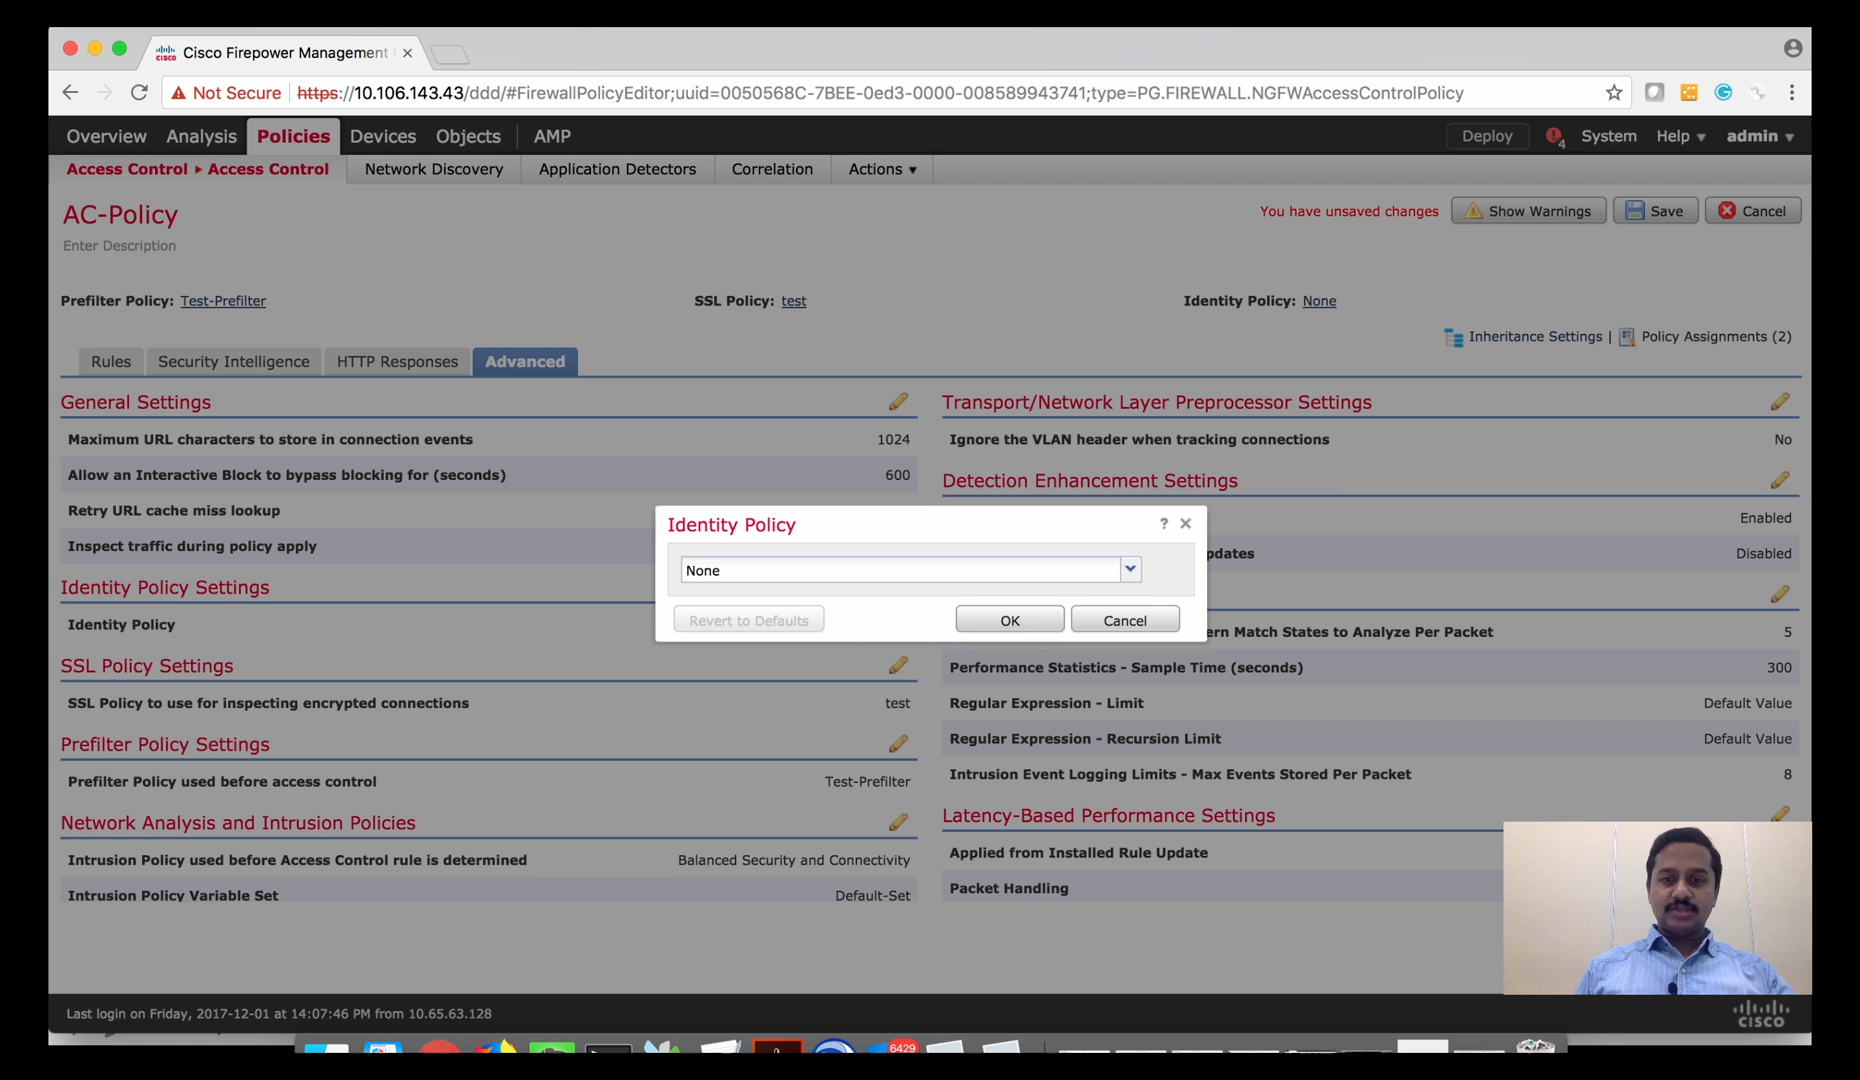 Cisco Firepower Management
Not Secure https://10.106.143.43/ddd/#FirewallPolicyEditor;uuid=0050568C-7BEE-0ed3-0000-008589943741;type=PG.FIREWALL.NGFWAccessControlPolicy
Overview Analysis Policies Devices Objects AMP Deploy 4 System Help admin
Access Control ▸ Access Control Network Discovery Application Detectors Correlation Actions
AC-Policy
You have unsaved changes Show Warnings Save Cancel
Enter Description
Prefilter Policy: Test-Prefilter SSL Policy: test Identity Policy: None
Inheritance Settings | Policy Assignments (2)
Rules Security Intelligence HTTP Responses Advanced
General Settings
Maximum URL characters to store in connection events 1024
Allow an Interactive Block to bypass blocking for (seconds) 600
Retry URL cache miss lookup
Inspect traffic during policy apply
Identity Policy Settings
Identity Policy
SSL Policy Settings
SSL Policy to use for inspecting encrypted connections test
Prefilter Policy Settings
Prefilter Policy used before access control Test-Prefilter
Network Analysis and Intrusion Policies
Intrusion Policy used before Access Control rule is determined Balanced Security and Connectivity
Intrusion Policy Variable Set Default-Set
Transport/Network Layer Preprocessor Settings
Ignore the VLAN header when tracking connections No
Detection Enhancement Settings
Enabled
pdates Disabled
ern Match States to Analyze Per Packet 5
Performance Statistics - Sample Time (seconds) 300
Regular Expression - Limit Default Value
Regular Expression - Recursion Limit Default Value
Intrusion Event Logging Limits - Max Events Stored Per Packet 8
Latency-Based Performance Settings
Applied from Installed Rule Update
Packet Handling
Identity Policy ?
None
Revert to Defaults OK Cancel
Last login on Friday, 2017-12-01 at 14:07:46 PM from 10.65.63.128
CISCO
6429